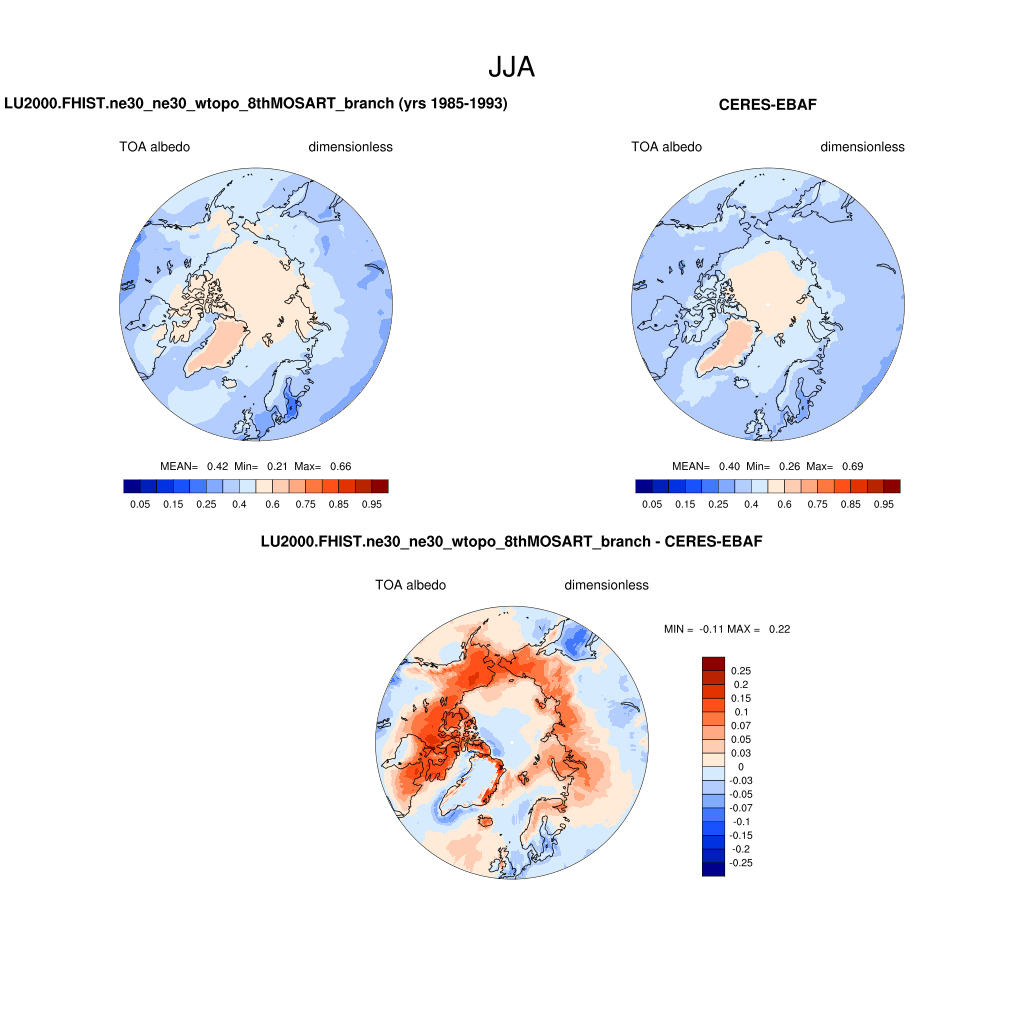 JJA
LU2000.FHIST.ne30_ne30_wtopo_8thMOSART_branch (yrs 1985-1993)
TOA albedo dimensionless
MEAN= 0.42 Min= 0.21 Max= 0.66
0.05 0.15 0.25 0.4 0.6 0.75 0.85 0.95
CERES-EBAF
TOA albedo dimensionless
MEAN= 0.40 Min= 0.26 Max= 0.69
0.05 0.15 0.25 0.4 0.6 0.75 0.85 0.95
LU2000.FHIST.ne30_ne30_wtopo_8thMOSART_branch - CERES-EBAF
TOA albedo dimensionless
MIN = -0.11 MAX = 0.22
0.25
0.2
0.15
0.1
0.07
0.05
0.03
0
-0.03
-0.05
-0.07
-0.1
-0.15
-0.2
-0.25